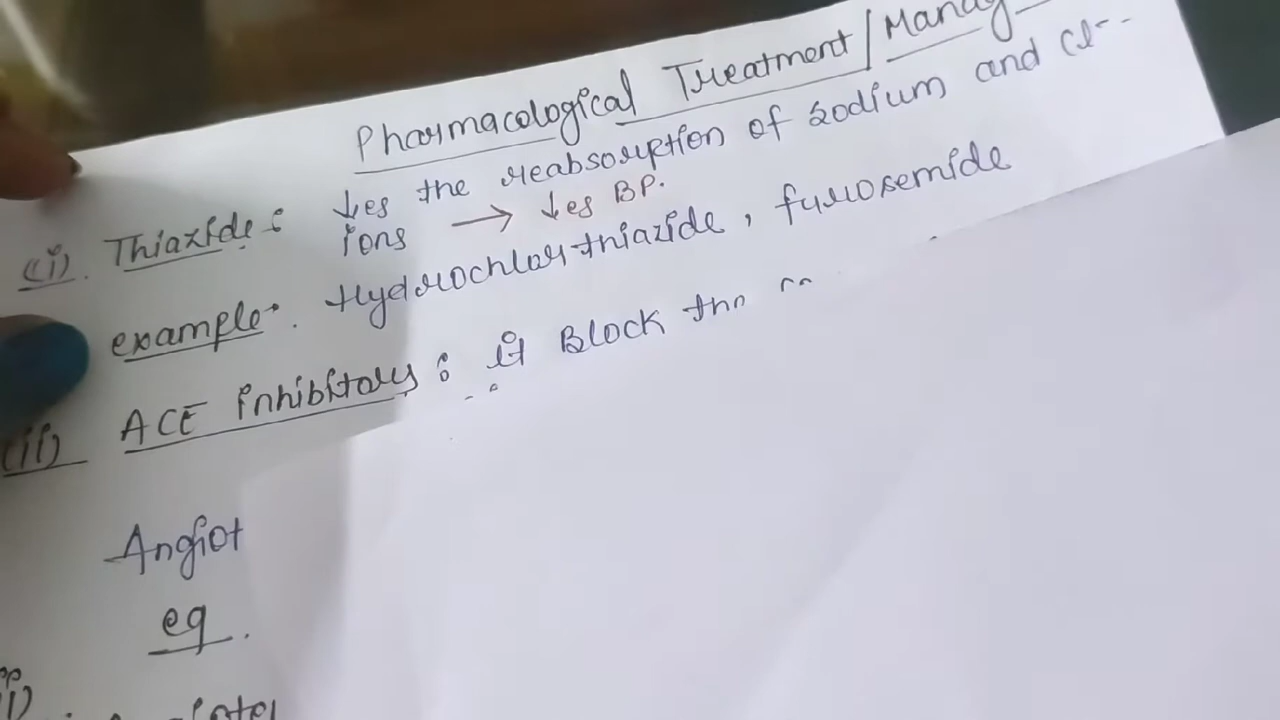 Pharmacological Treatment/Manag
(i). Thiazide: ↓es the reabsorption of sodium and Cl--
ions → ↓es BP.
example. Hydrochlorthiazide, furosemide
(ii) ACE inhibitors: it Block the
Angiot
eg.